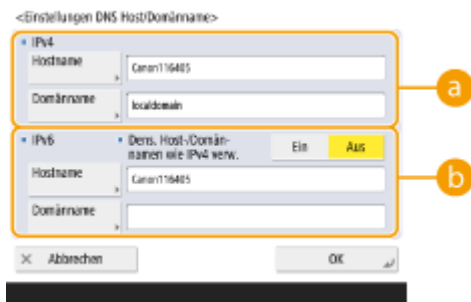 <Einstellungen DNS Host/Domänname>
IPv4
Hostname
Canon116405
Domänname
localdomain
a
IPv6
Dens. Host-/Domän-
namen wie IPv4 verw.
Ein
Aus
Hostname
Canon116405
b
Domänname
× Abbrechen
OK